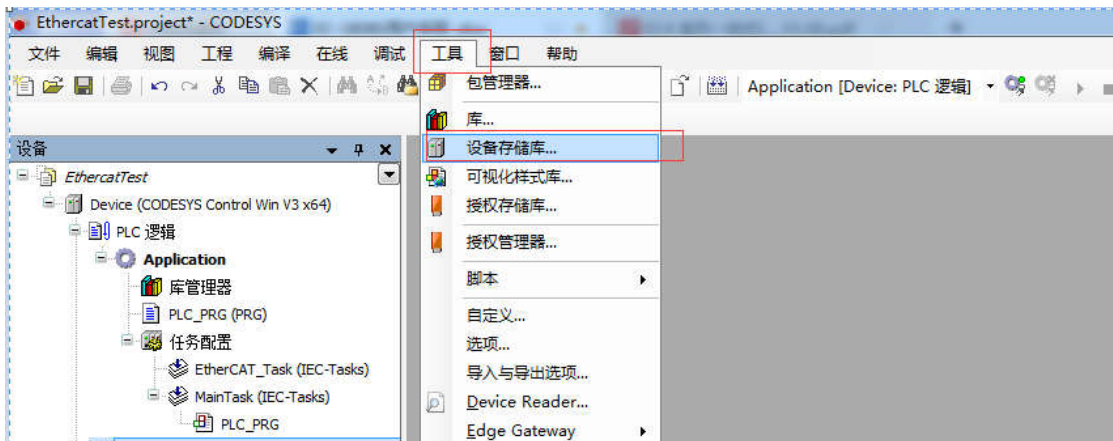 EthercatTest.project* - CODESYS
文件 编辑 视图 工程 编译 在线 调试 工具 窗口 帮助
Application [Device: PLC 逻辑]
设备
EthercatTest
Device (CODESYS Control Win V3 x64)
PLC 逻辑
Application
库管理器
PLC_PRG (PRG)
任务配置
EtherCAT_Task (IEC-Tasks)
MainTask (IEC-Tasks)
PLC_PRG
包管理器...
库...
设备存储库...
可视化样式库...
授权存储库...
授权管理器...
脚本
自定义...
选项...
导入与导出选项...
Device Reader...
Edge Gateway